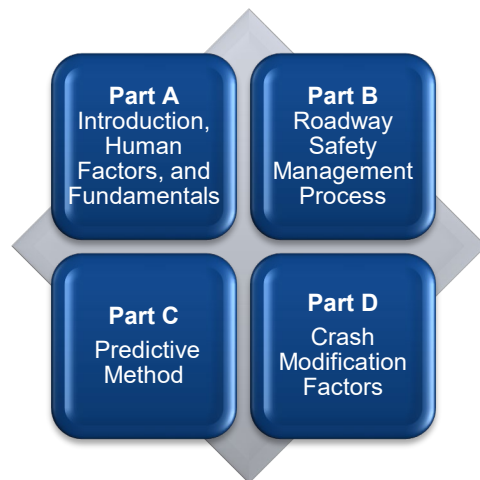 Part A
Introduction,
Human
Factors, and
Fundamentals
Part B
Roadway
Safety
Management
Process
Part C
Predictive
Method
Part D
Crash
Modification
Factors